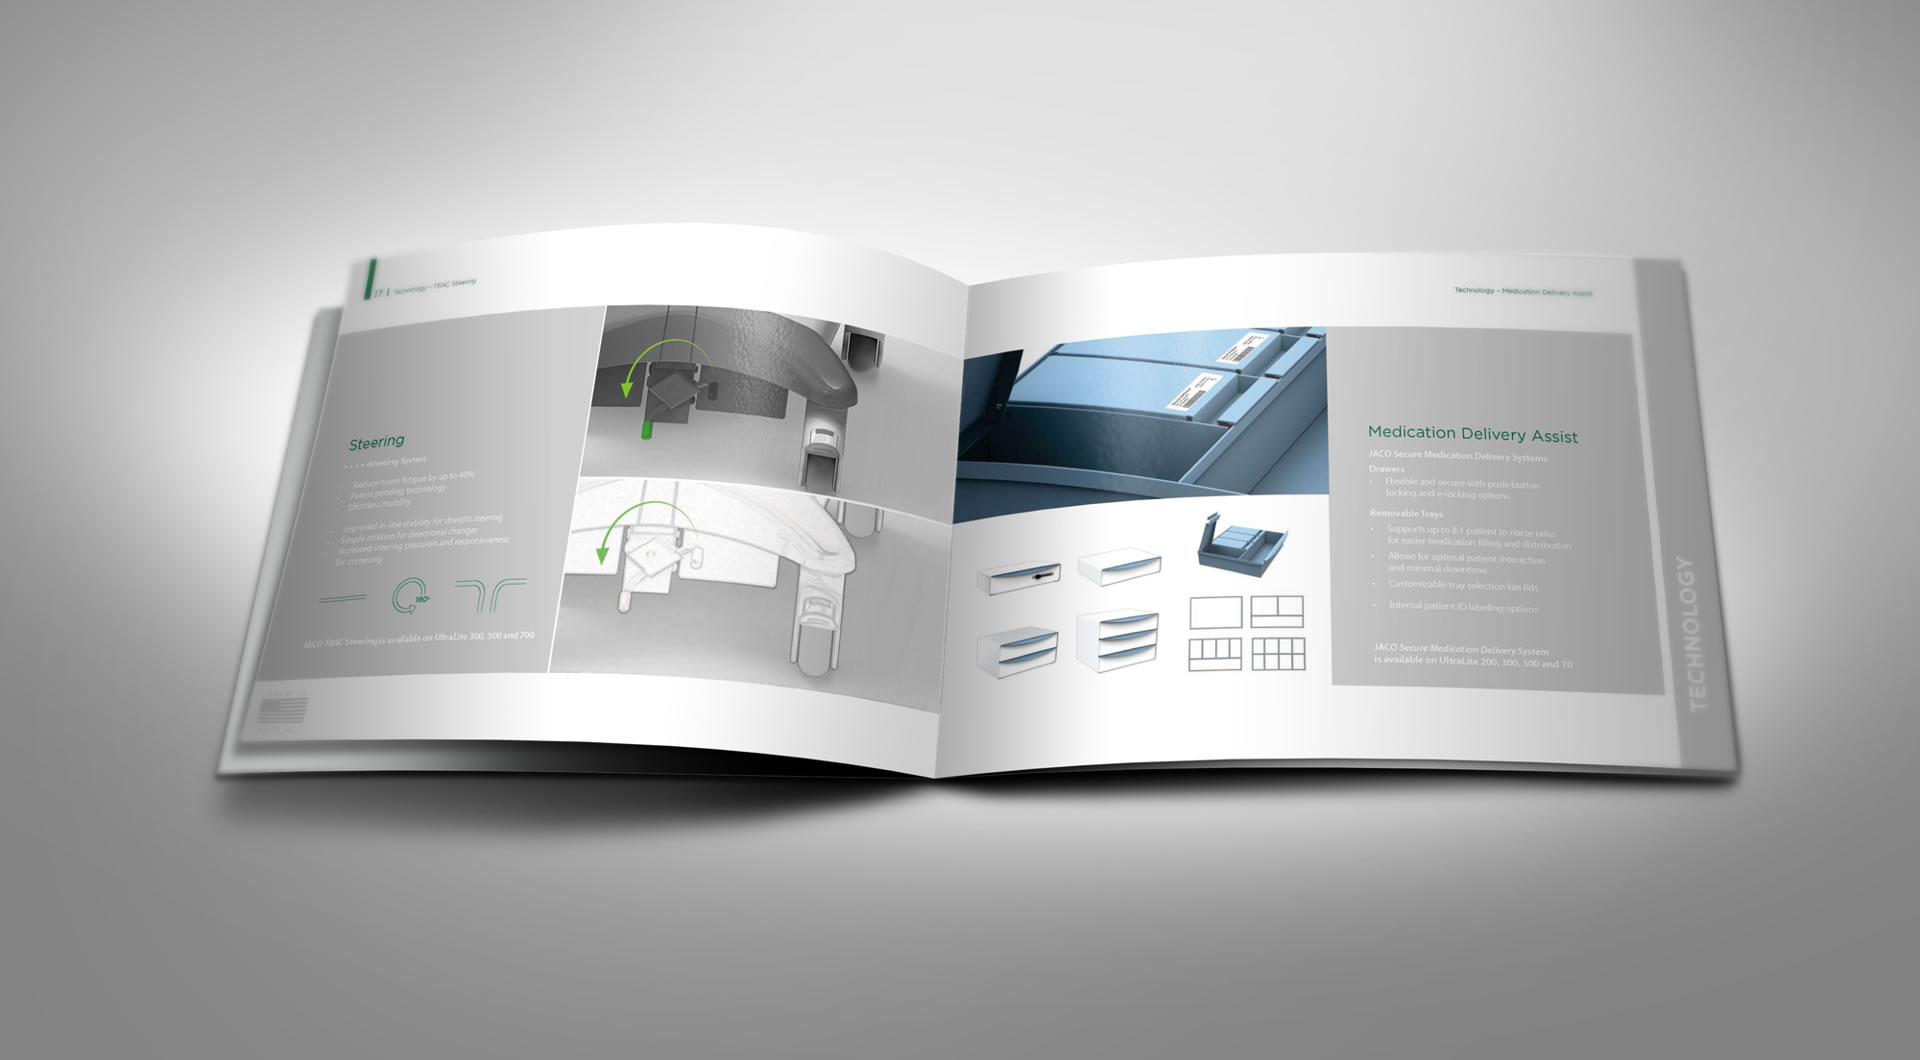 17 | Technology – TRAC Steering
Steering
Steering System
Reduce nurse fatigue by up to 40%
Patent pending technology
Effortless mobility
Improved in-line stability for straight steering
Simple rotation for directional changes
Increased steering precision and responsiveness
for cornering
180°
JACO TRAC Steering is available on UltraLite 300, 500 and 700
MADE IN
U.S.A.
Technology – Medication Delivery Assist
Medication Delivery Assist
JACO Secure Medication Delivery Systems
Drawers
• Flexible and secure with push-button
locking and e-locking options
Removable Trays
• Supports up to 8:1 patient to nurse ratio
for easier medication filling and distribution
• Allows for optimal patient interaction
and minimal downtime
• Customizable tray selection bin lids
• Internal patient ID labeling options
JACO Secure Medication Delivery System
is available on UltraLite 200, 300, 500 and 70
TECHNOLOGY